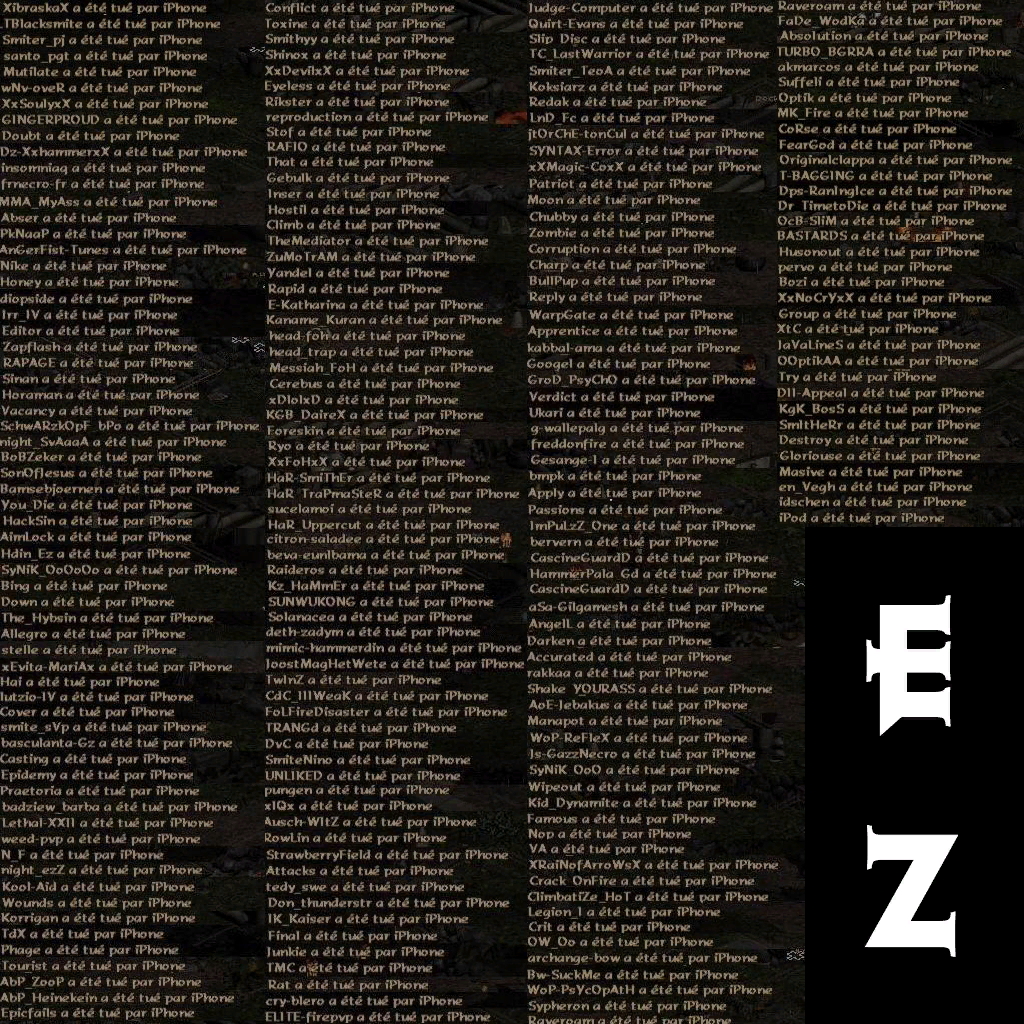 XibraskaX a été tué par iPhone
_TBlacksmite a été tué par iPhone
Smiter_pj a été tué par iPhone
santo_pgt a été tué par iPhone
Mutilate a été tué par iPhone
wNv-oveR a été tué par iPhone
XxSoulyxX a été tué par iPhone
GINGERPROUD a été tué par iPhone
Doubt a été tué par iPhone
Dz-XxhammerxX a été tué par iPhone
insomniaq a été tué par iPhone
frnecro-fr a été tué par iPhone
MMA_MyAss a été tué par iPhone
Abser a été tué par iPhone
PkNaaP a été tué par iPhone
AnGerFist-Tunes a été tué par iPhone
Nike a été tué par iPhone
Honey a été tué par iPhone
diopside a été tué par iPhone
Irr_IV a été tué par iPhone
Editor a été tué par iPhone
Zapflash a été tué par iPhone
RAPAGE a été tué par iPhone
Sinan a été tué par iPhone
Horaman a été tué par iPhone
Vacancy a été tué par iPhone
SchwARzkOpF_bPo a été tué par iPhone
night_SvAaaA a été tué par iPhone
BoBZeker a été tué par iPhone
SonOfJesus a été tué par iPhone
Bamsebjoernen a été tué par iPhone
You_Die a été tué par iPhone
HackSin a été tué par iPhone
AimLock a été tué par iPhone
Hdin_Ez a été tué par iPhone
SyNiK_OoOoOo a été tué par iPhone
Bing a été tué par iPhone
Down a été tué par iPhone
The_Hybsin a été tué par iPhone
Allegro a été tué par iPhone
stelle a été tué par iPhone
xEvita-MariAx a été tué par iPhone
Hai a été tué par iPhone
lutzio-IV a été tué par iPhone
Cover a été tué par iPhone
smite_sVp a été tué par iPhone
basculanta-Gz a été tué par iPhone
Casting a été tué par iPhone
Epidemy a été tué par iPhone
Praetoria a été tué par iPhone
badziew_barba a été tué par iPhone
Lethal-XXII a été tué par iPhone
weed-pvp a été tué par iPhone
N_F a été tué par iPhone
night_ezZ a été tué par iPhone
Kool-Aid a été tué par iPhone
Wounds a été tué par iPhone
Korrigan a été tué par iPhone
TdX a été tué par iPhone
Phage a été tué par iPhone
Tourist a été tué par iPhone
AbP_ZooP a été tué par iPhone
AbP_Heinekein a été tué par iPhone
Epicfails a été tué par iPhone
Conflict a été tué par iPhone
Toxine a été tué par iPhone
Smithyy a été tué par iPhone
Shinox a été tué par iPhone
XxDevilxX a été tué par iPhone
Eyeless a été tué par iPhone
Rikster a été tué par iPhone
reproduction a été tué par iPhone
Stof a été tué par iPhone
RAFIO a été tué par iPhone
That a été tué par iPhone
Gebulk a été tué par iPhone
Inser a été tué par iPhone
Hostil a été tué par iPhone
Climb a été tué par iPhone
TheMediator a été tué par iPhone
ZuMoTrAM a été tué par iPhone
Yandel a été tué par iPhone
Rapid a été tué par iPhone
E-Katharina a été tué par iPhone
Kaname_Kuran a été tué par iPhone
head-foh a été tué par iPhone
head_trap a été tué par iPhone
Messiah_FoH a été tué par iPhone
Cerebus a été tué par iPhone
xDlolxD a été tué par iPhone
KGB_DaireX a été tué par iPhone
Foreskin a été tué par iPhone
Ryo a été tué par iPhone
XxFoHxX a été tué par iPhone
HaR-SmiThEr a été tué par iPhone
HaR_TraPmaSteR a été tué par iPhone
sucelamoi a été tué par iPhone
HaR_Uppercut a été tué par iPhone
citron-saladee a été tué par iPhone
beva-eunlbama a été tué par iPhone
Raideros a été tué par iPhone
Kz_HaMmEr a été tué par iPhone
SUNWUKONG a été tué par iPhone
Solanacea a été tué par iPhone
deth-zadym a été tué par iPhone
mimic-hammerdin a été tué par iPhone
JoostMagHetWete a été tué par iPhone
TwInZ a été tué par iPhone
CdC_IIIWeaK a été tué par iPhone
FoLFireDisaster a été tué par iPhone
TRANGd a été tué par iPhone
DvC a été tué par iPhone
SmiteNino a été tué par iPhone
UNLIKED a été tué par iPhone
pungen a été tué par iPhone
xIQx a été tué par iPhone
Ausch-WItZ a été tué par iPhone
RowLin a été tué par iPhone
StrawberryField a été tué par iPhone
Attacks a été tué par iPhone
tedy_swe a été tué par iPhone
Don_thunderstr a été tué par iPhone
IK_Kaiser a été tué par iPhone
Final a été tué par iPhone
Junkie a été tué par iPhone
TMC a été tué par iPhone
Rat a été tué par iPhone
cry-blero a été tué par iPhone
ELITE-firepvp a été tué par iPhone
Judge-Computer a été tué par iPhone
Quirt-Evans a été tué par iPhone
Slip_Disc a été tué par iPhone
TC_LastWarrior a été tué par iPhone
Smiter_TeoA a été tué par iPhone
Koksiarz a été tué par iPhone
Redak a été tué par iPhone
LnD_Fc a été tué par iPhone
jtOrChE-tonCul a été tué par iPhone
SYNTAX-Error a été tué par iPhone
xXMagic-CoxX a été tué par iPhone
Patriot a été tué par iPhone
Moon a été tué par iPhone
Chubby a été tué par iPhone
Zombie a été tué par iPhone
Corruption a été tué par iPhone
Charp a été tué par iPhone
BullPup a été tué par iPhone
Reply a été tué par iPhone
WarpGate a été tué par iPhone
Apprentice a été tué par iPhone
kabbal-ama a été tué par iPhone
Googel a été tué par iPhone
GroD_PsyChO a été tué par iPhone
Verdict a été tué par iPhone
Ukari a été tué par iPhone
g-wallepalg a été tué par iPhone
freddonfire a été tué par iPhone
Gesange-I a été tué par iPhone
bmpk a été tué par iPhone
Apply a été tué par iPhone
Passions a été tué par iPhone
ImPuLzZ_One a été tué par iPhone
bervern a été tué par iPhone
CascineGuardD a été tué par iPhone
HammerPala_Gd a été tué par iPhone
CascineGuardD a été tué par iPhone
aSa-Gilgamesh a été tué par iPhone
AngelL a été tué par iPhone
Darken a été tué par iPhone
Accurated a été tué par iPhone
rakkaa a été tué par iPhone
Shake_YOURASS a été tué par iPhone
AoE-Jebakus a été tué par iPhone
Manapot a été tué par iPhone
WoP-ReFleX a été tué par iPhone
Is-GazzNecro a été tué par iPhone
SyNiK_OoO a été tué par iPhone
Wipeout a été tué par iPhone
Kid_Dynamite a été tué par iPhone
Famous a été tué par iPhone
Nop a été tué par iPhone
VA a été tué par iPhone
XRaiNofArroWsX a été tué par iPhone
Crack_OnFire a été tué par iPhone
ClimbatiZe_HoT a été tué par iPhone
Legion_I a été tué par iPhone
Crit a été tué par iPhone
OW_Oo a été tué par iPhone
archange-bow a été tué par iPhone
Bw-SuckMe a été tué par iPhone
WoP-PsYcOpAtH a été tué par iPhone
Sypheron a été tué par iPhone
Raveroam a été tué par iPhone
Raveroam a été tué par iPhone
FaDe_WodKa a été tué par iPhone
Absolution a été tué par iPhone
TURBO_BGRRA a été tué par iPhone
akmarcos a été tué par iPhone
Suffeli a été tué par iPhone
Optik a été tué par iPhone
MK_Fire a été tué par iPhone
CoRse a été tué par iPhone
FearGod a été tué par iPhone
Originalclappa a été tué par iPhone
T-BAGGING a été tué par iPhone
Dps-RanIngIce a été tué par iPhone
Dr_TimetoDie a été tué par iPhone
OcB-SliM a été tué par iPhone
BASTARDS a été tué par iPhone
Husonout a été tué par iPhone
pervo a été tué par iPhone
Bozi a été tué par iPhone
XxNoCrYxX a été tué par iPhone
Group a été tué par iPhone
XtC a été tué par iPhone
JaVaLineS a été tué par iPhone
OOptikAA a été tué par iPhone
Try a été tué par iPhone
DII-Appeal a été tué par iPhone
KgK_BosS a été tué par iPhone
SmItHeRr a été tué par iPhone
Destroy a été tué par iPhone
Gloriouse a été tué par iPhone
Masive a été tué par iPhone
en_Vegh a été tué par iPhone
idschen a été tué par iPhone
iPod a été tué par iPhone
E
Z